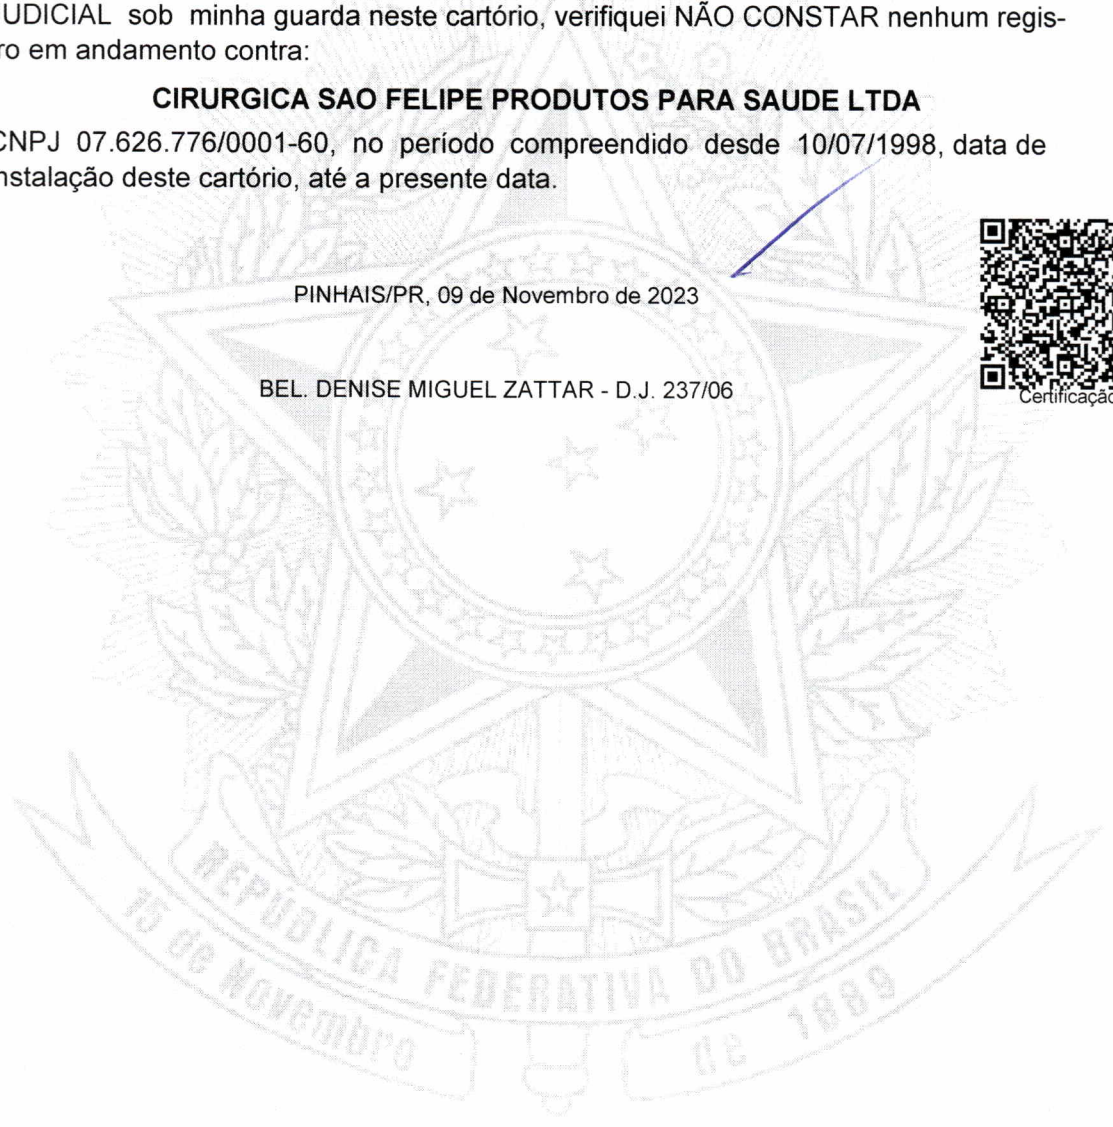 UDICIAL sob minha guarda neste cartório, verifiquei NÃO CONSTAR nenhum regis-
ro em andamento contra:
CIRURGICA SAO FELIPE PRODUTOS PARA SAUDE LTDA
CNPJ 07.626.776/0001-60, no período compreendido desde 10/07/1998, data de
nstalação deste cartório, até a presente data.
PINHAIS/PR, 09 de Novembro de 2023
BEL. DENISE MIGUEL ZATTAR - D.J. 237/06
Certificação
REPÚBLICA FEDERATIVA DO BRASIL
15 de Novembro de 1889